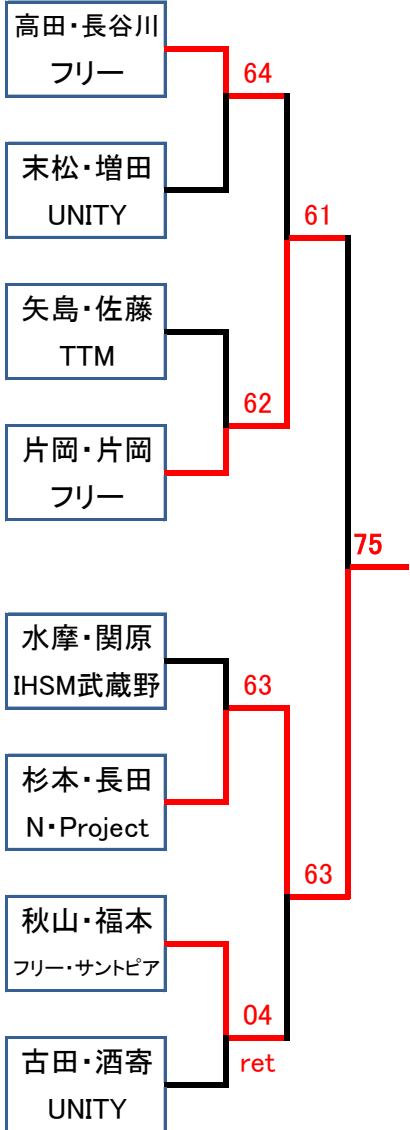 高田・長谷川
フリー
64
末松・増田
UNITY
61
矢島・佐藤
TTM
62
片岡・片岡
フリー
75
水摩・関原
IHSM武蔵野
63
杉本・長田
N・Project
63
秋山・福本
フリー・サントピア
04
ret
古田・酒寄
UNITY